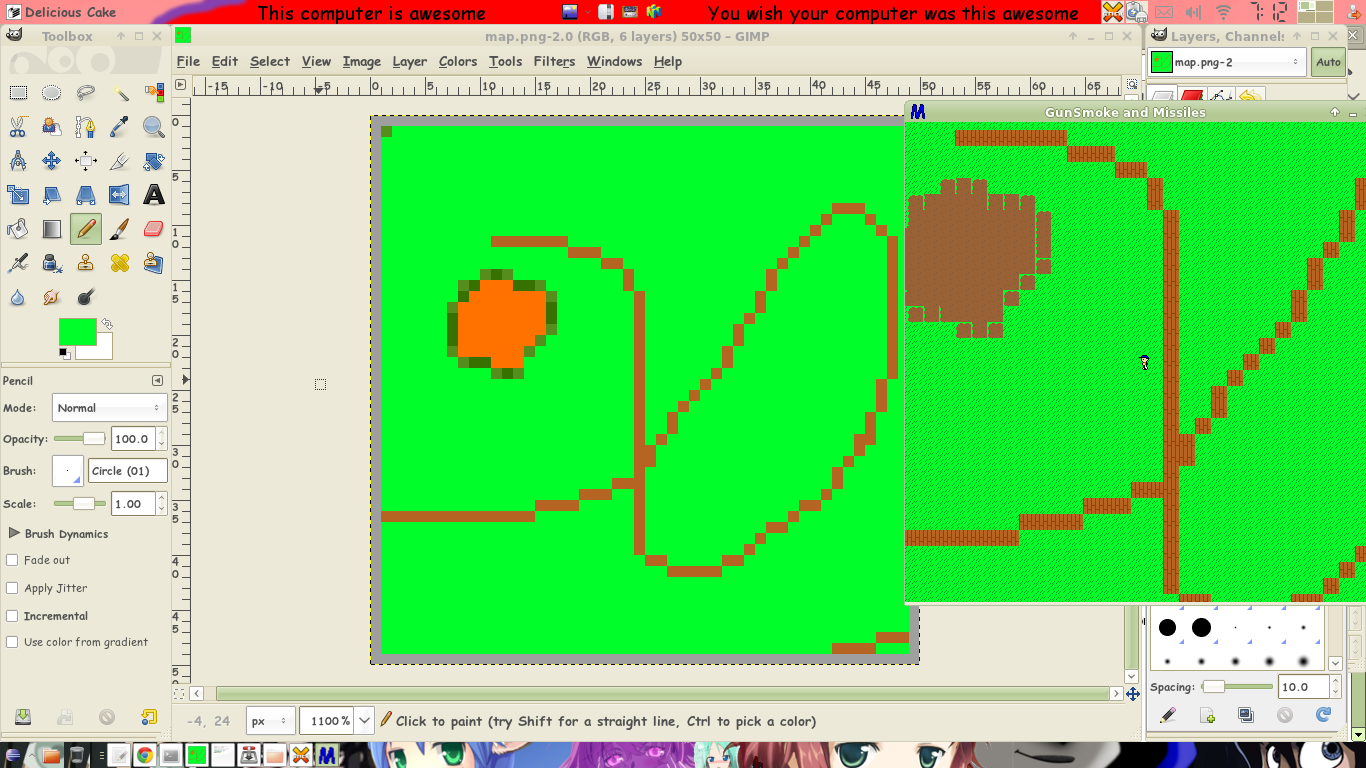 Delicious Cake
This computer is awesome
You wish your computer was this awesome
7:12
Toolbox
map.png-2.0 (RGB, 6 layers) 50x50 – GIMP
Layers, Channels
File Edit Select View Image Layer Colors Tools Filters Windows Help
map.png-2
Auto
-15 -10 -5 0 5 10 15 20 25 30 35 40 45 50 55 60 65
GunSmoke and Missiles
0
5
10
15
20
25
30
35
40
45
50
Pencil
Mode: Normal
Opacity: 100.0
Brush: Circle (01)
Scale: 1.00
Brush Dynamics
Fade out
Apply Jitter
Incremental
Use color from gradient
Spacing: 10.0
-4, 24
px
1100%
Click to paint (try Shift for a straight line, Ctrl to pick a color)